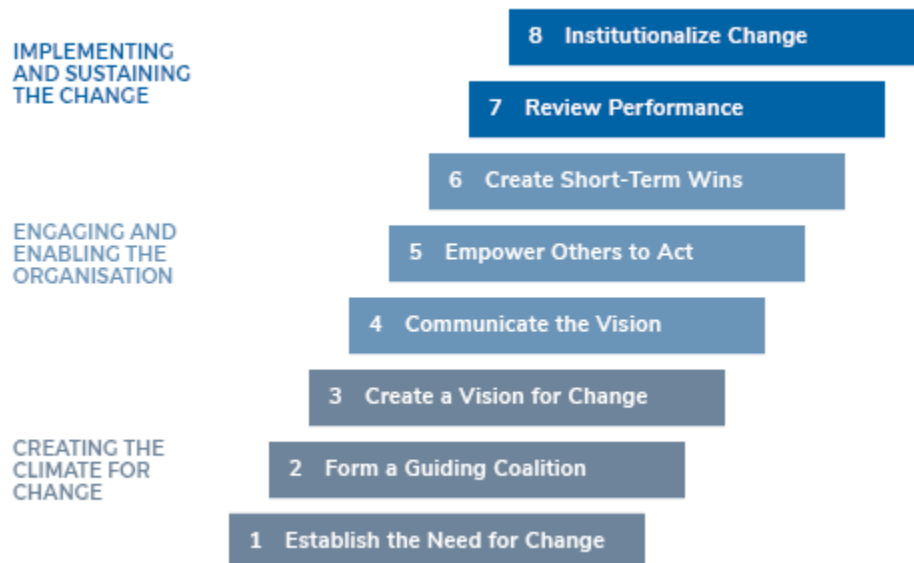 8 Institutionalize Change
IMPLEMENTING
AND SUSTAINING
THE CHANGE
7 Review Performance
6 Create Short-Term Wins
ENGAGING AND
ENABLING THE
ORGANISATION
5 Empower Others to Act
4 Communicate the Vision
3 Create a Vision for Change
CREATING THE
CLIMATE FOR
CHANGE
2 Form a Guiding Coalition
1 Establish the Need for Change